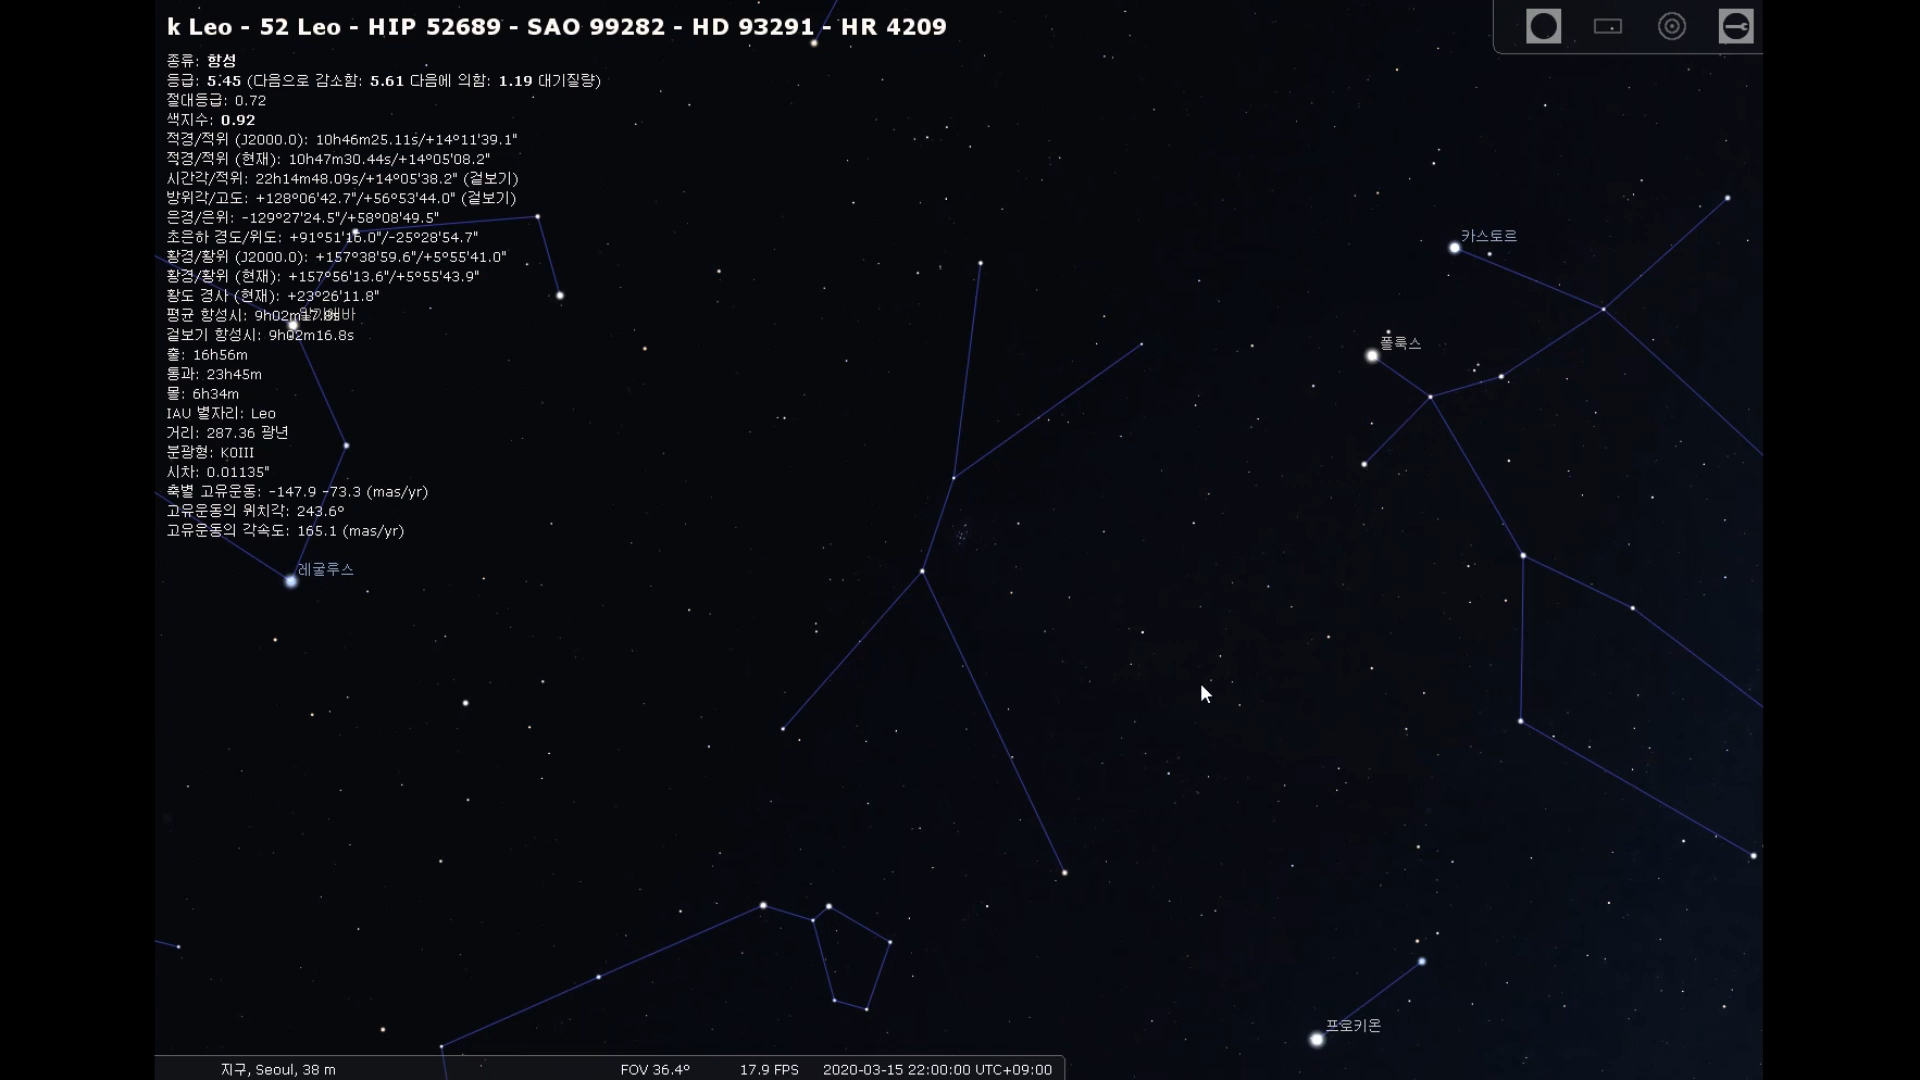 k Leo - 52 Leo - HIP 52689 - SAO 99282 - HD 93291 - HR 4209
종류: 항성
등급: 5.45 (다음으로 감소함: 5.61 다음에 의함: 1.19 대기질량)
절대등급: 0.72
색지수: 0.92
적경/적위 (J2000.0): 10h46m25.11s/+14°11'39.1"
적경/적위 (현재): 10h47m30.44s/+14°05'08.2"
시간각/적위: 22h14m48.09s/+14°05'38.2" (겉보기)
방위각/고도: +128°06'42.7"/+56°53'44.0" (겉보기)
은경/은위: -129°27'24.5"/+58°08'49.5"
초은하 경도/위도: +91°51'16.0"/-25°28'54.7"
황경/황위 (J2000.0): +157°38'59.6"/+5°55'41.0"
황경/황위 (현재): +157°56'13.6"/+5°55'43.9"
황도 경사 (현재): +23°26'11.8"
평균 항성시: 9h02m17.8s
겉보기 항성시: 9h02m16.8s
출: 16h56m
통과: 23h45m
몰: 6h34m
IAU 별자리: Leo
거리: 287.36 광년
분광형: K0III
시차: 0.01135"
축별 고유운동: -147.9 -73.3 (mas/yr)
고유운동의 위치각: 243.6°
고유운동의 각속도: 165.1 (mas/yr)
카스토르
폴룩스
레굴루스
프로키온
지구, Seoul, 38 m FOV 36.4° 17.9 FPS 2020-03-15 22:00:00 UTC+09:00